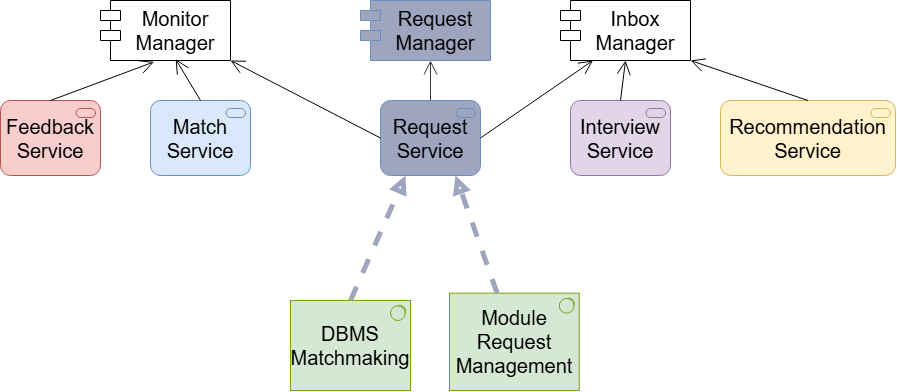 Monitor
Manager
Request
Manager
Inbox
Manager
Feedback
Service
Match
Service
Request
Service
Interview
Service
Recommendation
Service
DBMS
Matchmaking
Module
Request
Management